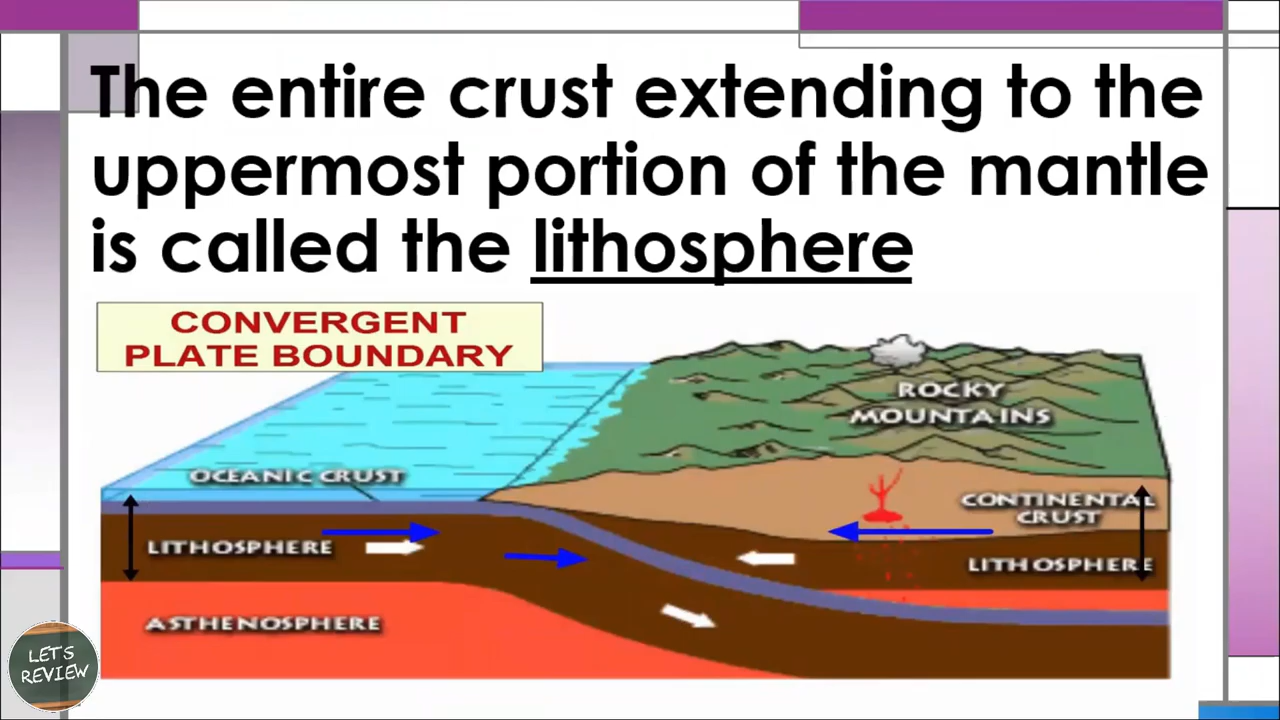 The entire crust extending to the
uppermost portion of the mantle
is called the lithosphere
CONVERGENT
PLATE BOUNDARY
ROCKY
MOUNTAINS
OCEANIC CRUST
CONTINENTAL
CRUST
LITHOSPHERE
LITHOSPHERE
ASTHENOSPHERE
LET'S
REVIEW